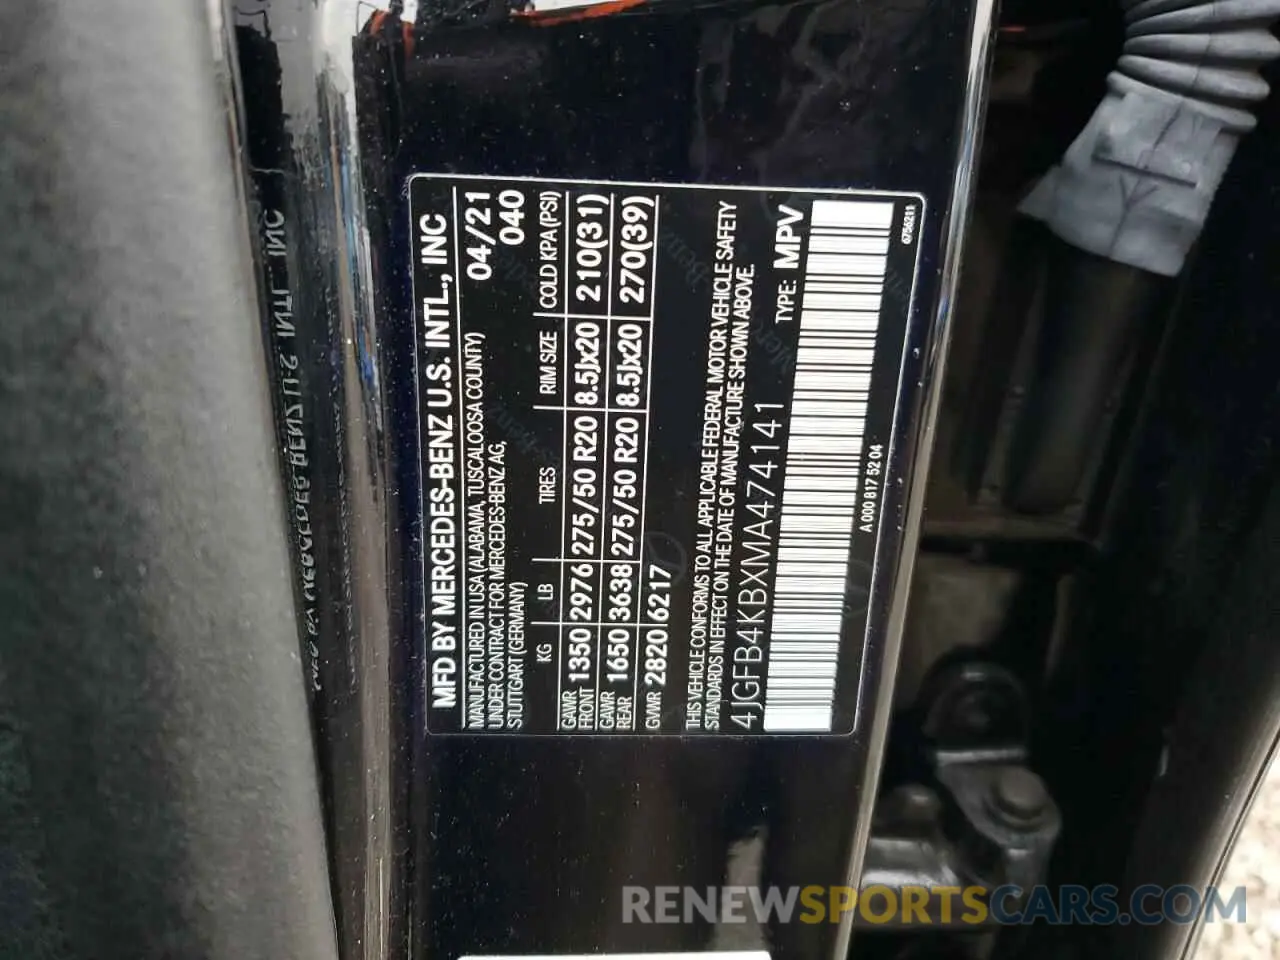 MFD BY MERCEDES-BENZ U.S. INTL., INC
MANUFACTURED IN USA (ALABAMA, TUSCALOOSA COUNTY) 04/21
UNDER CONTRACT FOR MERCEDES-BENZ AG, 040
STUTTGART (GERMANY)
KG LB TIRES RIM SIZE COLD KPA (PSI)
GAWR FRONT 1350 2976 275/50 R20 8.5Jx20 210(31)
GAWR REAR 1650 3638 275/50 R20 8.5Jx20 270(39)
GVWR 2820 6217
THIS VEHICLE CONFORMS TO ALL APPLICABLE FEDERAL MOTOR VEHICLE SAFETY
STANDARDS IN EFFECT ON THE DATE OF MANUFACTURE SHOWN ABOVE.
4JGFB4KBXMA474141 TYPE: MPV
A 000 817 52 04
0756211
RENEWSPORTSCARS.COM